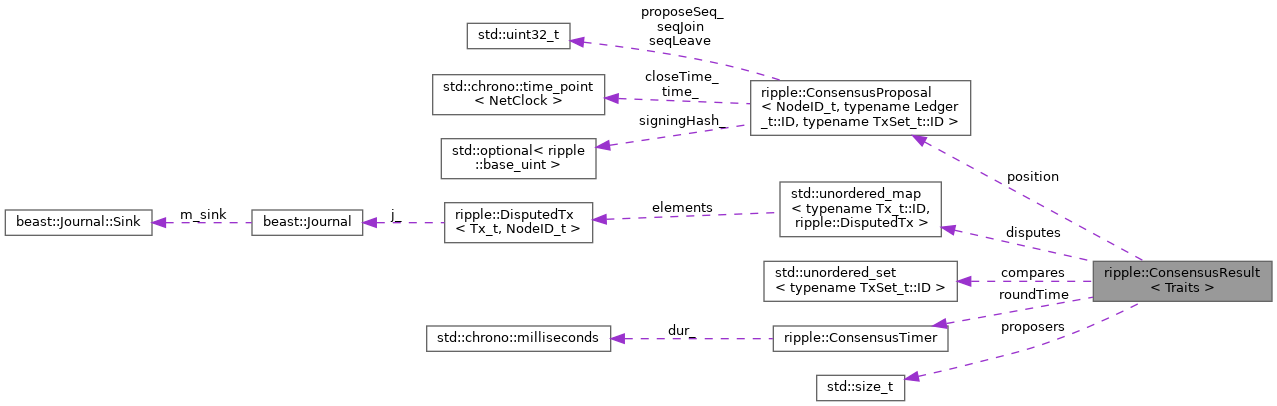 proposeSeq_
seqJoin
seqLeave
std::uint32_t
closeTime_
time_
std::chrono::time_point
< NetClock >
ripple::ConsensusProposal
< NodeID_t, typename Ledger
_t::ID, typename TxSet_t::ID >
signingHash_
std::optional< ripple
::base_uint >
position
std::unordered_map
< typename Tx_t::ID,
ripple::DisputedTx >
elements
ripple::DisputedTx
< Tx_t, NodeID_t >
j_
beast::Journal
m_sink
beast::Journal::Sink
disputes
std::unordered_set
< typename TxSet_t::ID >
compares
ripple::ConsensusResult
< Traits >
roundTime
proposers
std::chrono::milliseconds
dur_
ripple::ConsensusTimer
std::size_t